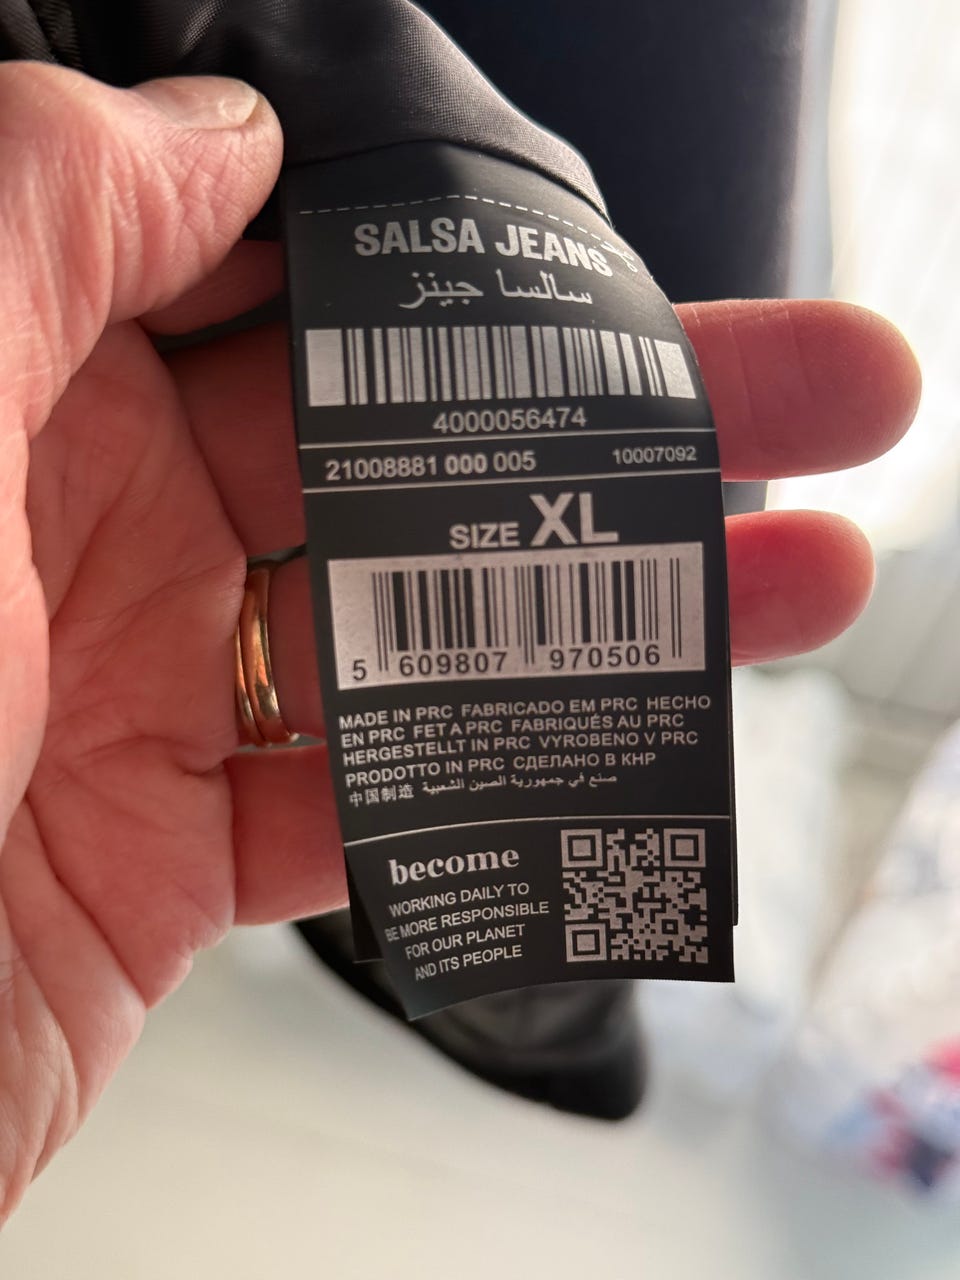 SALSA JEANS
سالسا جينز
4000056474
21008881 000 005 10007092
SIZE XL
5 609807 970506
MADE IN PRC FABRICADO EM PRC HECHO
EN PRC FET A PRC FABRIQUÉS AU PRC
HERGESTELLT IN PRC VYROBENO V PRC
PRODOTTO IN PRC СДЕЛАНО В КНР
中国制造 صنع في جمهورية الصين الشعبية
become
WORKING DAILY TO
BE MORE RESPONSIBLE
FOR OUR PLANET
AND ITS PEOPLE